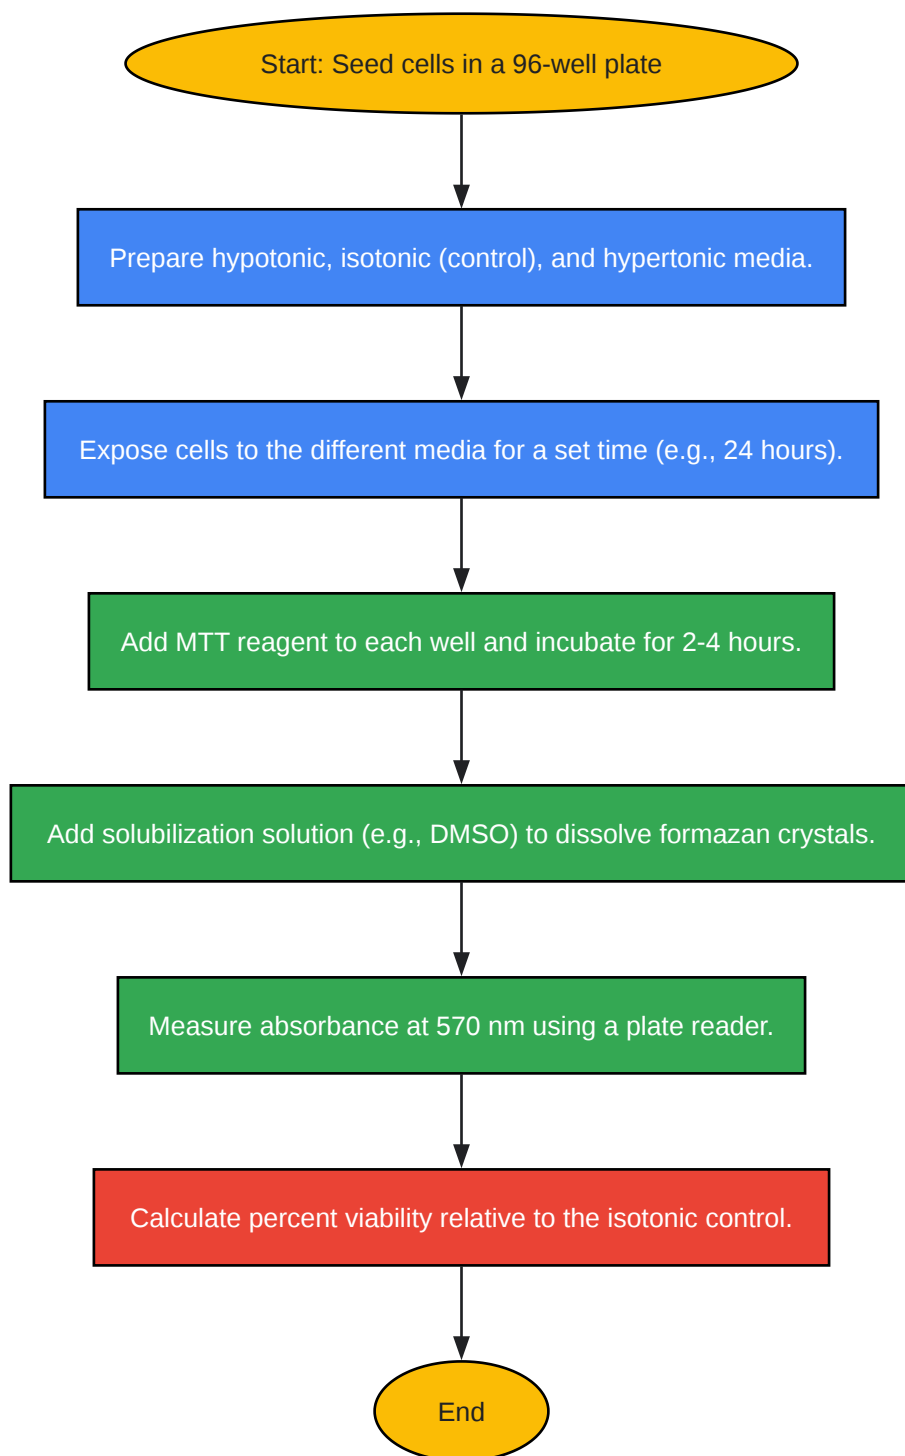 Start: Seed cells in a 96-well plate
Prepare hypotonic, isotonic (control), and hypertonic media.
Expose cells to the different media for a set time (e.g., 24 hours).
Add MTT reagent to each well and incubate for 2-4 hours.
Add solubilization solution (e.g., DMSO) to dissolve formazan crystals.
Measure absorbance at 570 nm using a plate reader.
Calculate percent viability relative to the isotonic control.
End